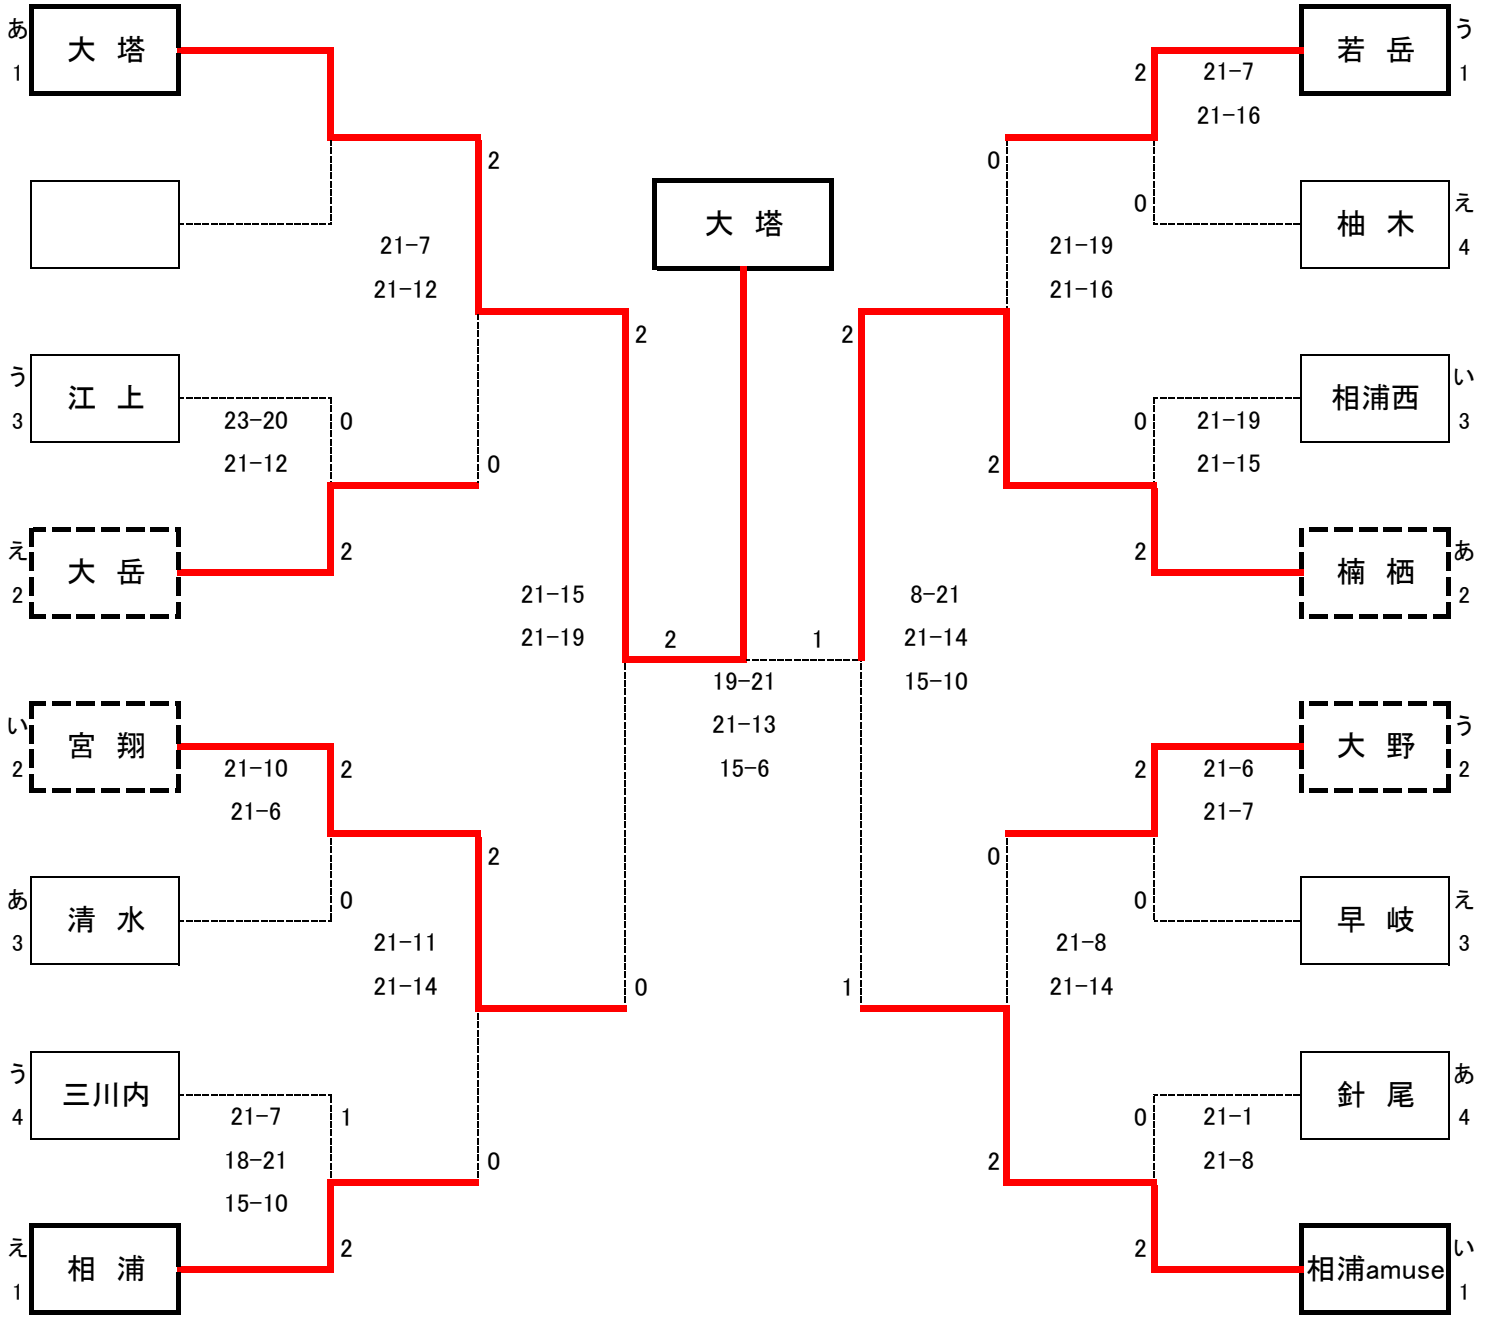 あ
1
大 塔
2
21-7
21-12
う
3
江 上
23-20
21-12
0
え
2
大 岳
2
0
2
21-15
21-19
い
2
宮 翔
21-10
21-6
2
あ
3
清 水
0
2
21-11
21-14
0
う
4
三川内
21-7
18-21
15-10
1
0
え
1
相 浦
2
大 塔
2
1
19-21
21-13
15-6
う
1
若 岳
2
21-7
21-16
0
え
4
柚 木
0
21-19
21-16
2
い
3
相浦西
0
21-19
21-15
2
あ
2
楠 栖
2
8-21
21-14
15-10
う
2
大 野
2
21-6
21-7
0
え
3
早 岐
0
21-8
21-14
1
あ
4
針 尾
0
21-1
21-8
2
い
1
相浦amuse
2